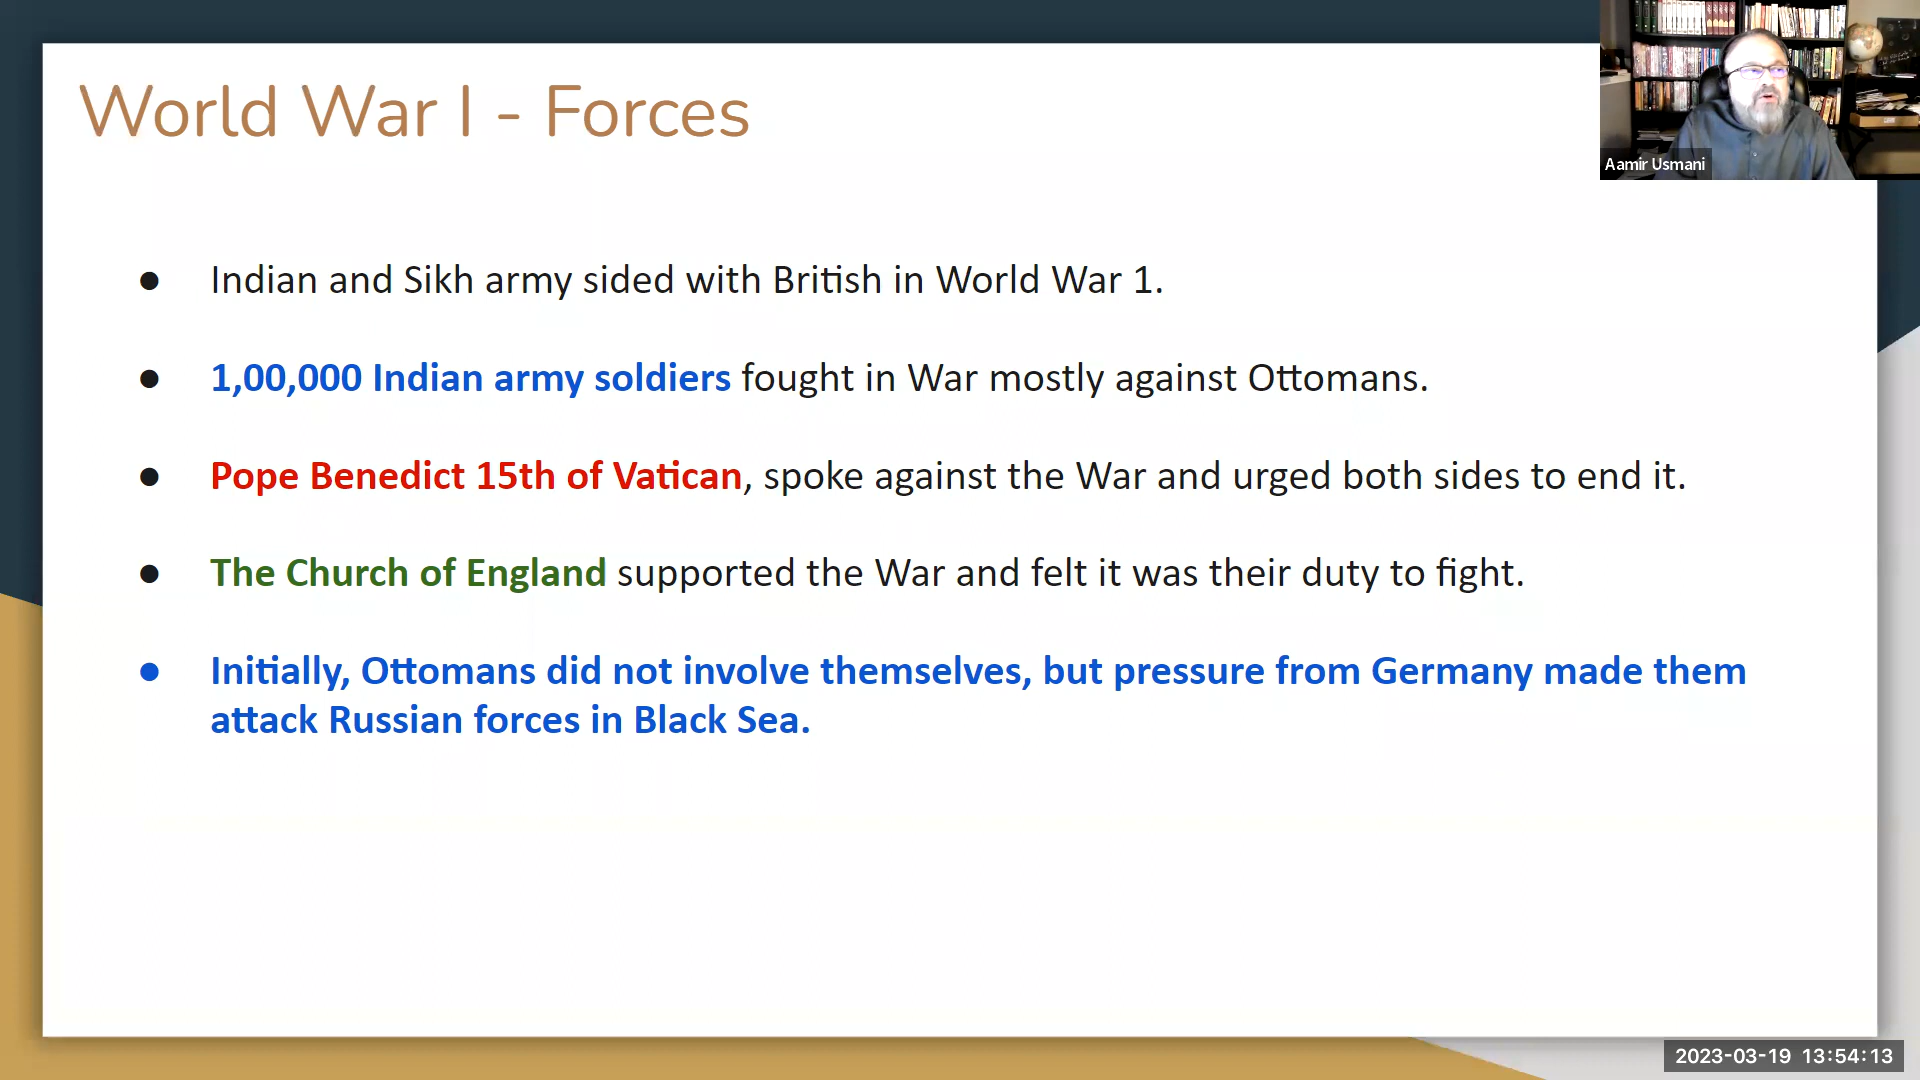 World War I - Forces
Aamir Usmani
● Indian and Sikh army sided with British in World War 1.
● 1,00,000 Indian army soldiers fought in War mostly against Ottomans.
● Pope Benedict 15th of Vatican, spoke against the War and urged both sides to end it.
● The Church of England supported the War and felt it was their duty to fight.
● Initially, Ottomans did not involve themselves, but pressure from Germany made them
attack Russian forces in Black Sea.
2023-03-19 13:54:13